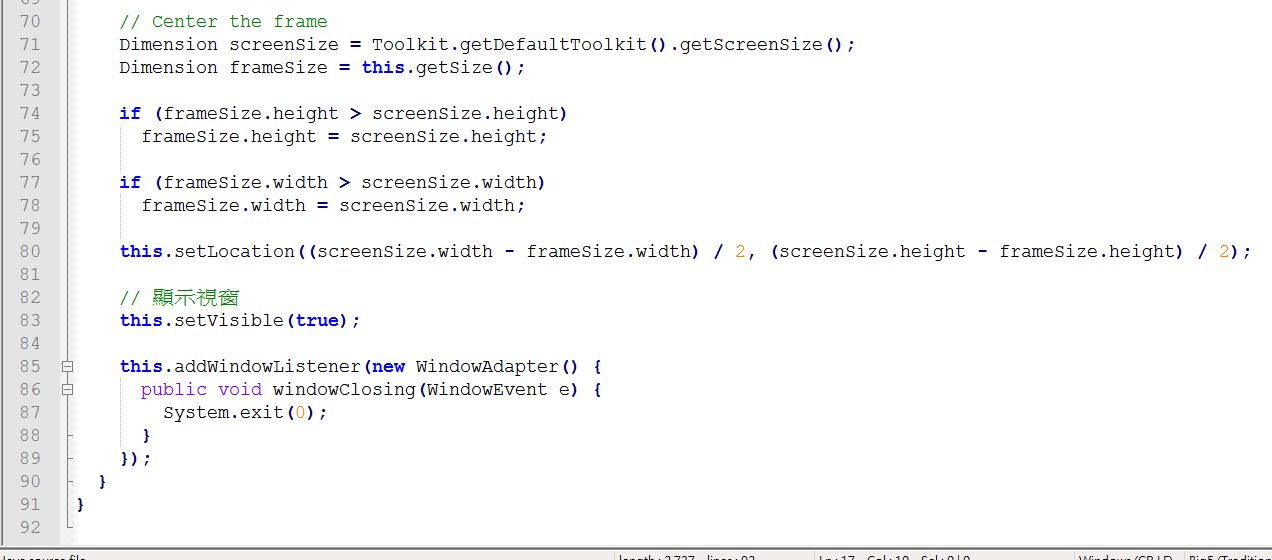 70 // Center the frame
71 Dimension screenSize = Toolkit.getDefaultToolkit().getScreenSize();
72 Dimension frameSize = this.getSize();
73
74 if (frameSize.height > screenSize.height)
75 frameSize.height = screenSize.height;
76
77 if (frameSize.width > screenSize.width)
78 frameSize.width = screenSize.width;
79
80 this.setLocation((screenSize.width - frameSize.width) / 2, (screenSize.height - frameSize.height) / 2);
81
82 // 顯示視窗
83 this.setVisible(true);
84
85 this.addWindowListener(new WindowAdapter() {
86 public void windowClosing(WindowEvent e) {
87 System.exit(0);
88 }
89 });
90 }
91 }
92